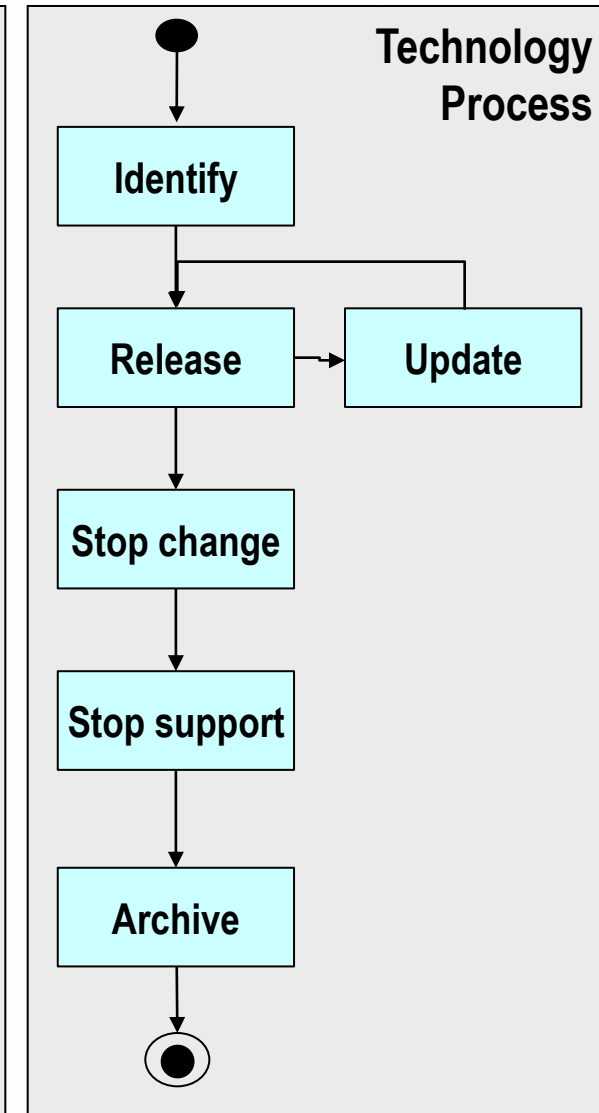 Technology
Process
Identify
Release
Update
Stop change
Stop support
Archive